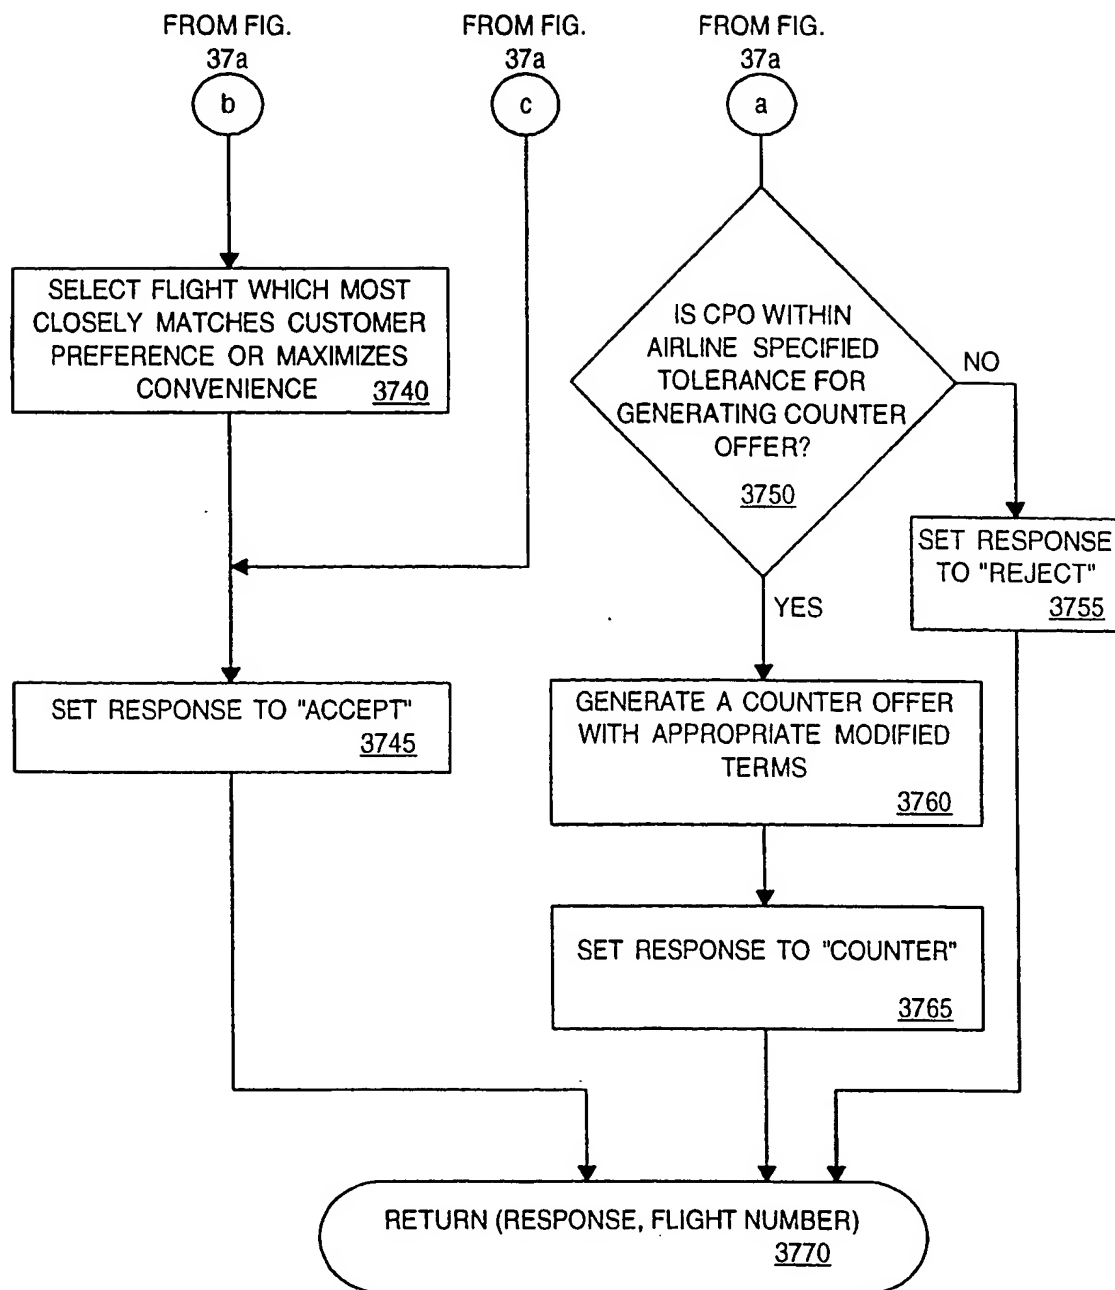 FROM FIG.
37a
b
FROM FIG.
37a
c
FROM FIG.
37a
a
SELECT FLIGHT WHICH MOST
CLOSELY MATCHES CUSTOMER
PREFERENCE OR MAXIMIZES
CONVENIENCE 3740
IS CPO WITHIN
AIRLINE SPECIFIED
TOLERANCE FOR
GENERATING COUNTER
OFFER?
3750
NO
SET RESPONSE
TO "REJECT"
3755
YES
SET RESPONSE TO "ACCEPT"
3745
GENERATE A COUNTER OFFER
WITH APPROPRIATE MODIFIED
TERMS
3760
SET RESPONSE TO "COUNTER"
3765
RETURN (RESPONSE, FLIGHT NUMBER)
3770